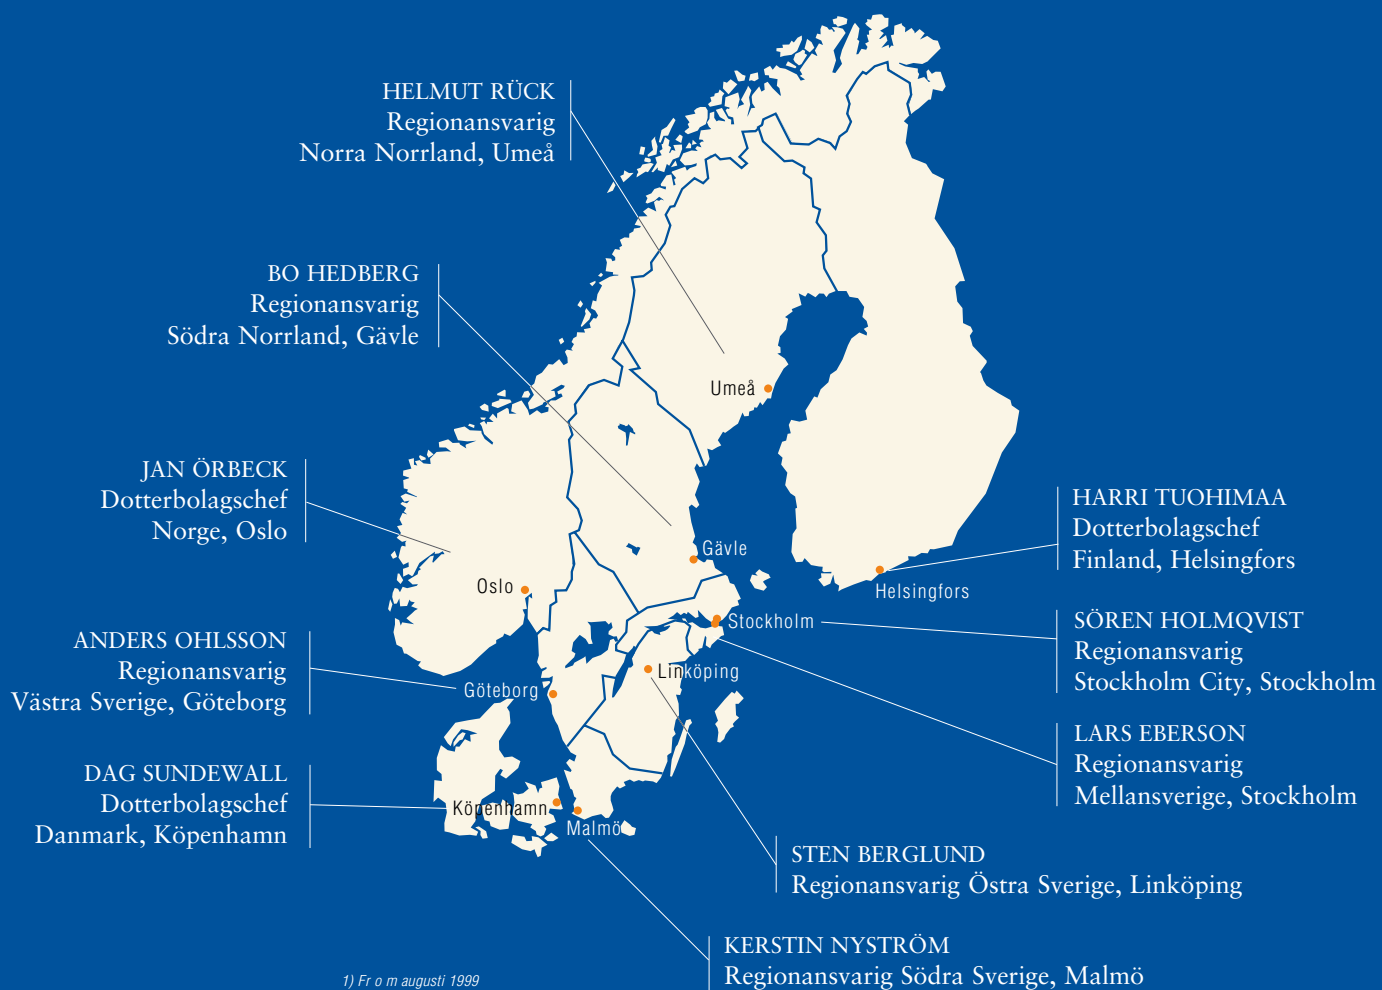 HELMUT RÜCK
Regionansvarig
Norra Norrland, Umeå
BO HEDBERG
Regionansvarig
Södra Norrland, Gävle
Umeå
JAN ÖRBECK
Dotterbolagschef
Norge, Oslo
HARRI TUOHIMAA
Dotterbolagschef
Finland, Helsingfors
Gävle
Oslo
Helsingfors
Stockholm
SÖREN HOLMQVIST
Regionansvarig
Stockholm City, Stockholm
ANDERS OHLSSON
Regionansvarig
Västra Sverige, Göteborg
Linköping
Göteborg
LARS EBERSON
Regionansvarig
Mellansverige, Stockholm
DAG SUNDEWALL
Dotterbolagschef
Danmark, Köpenhamn
Köpenhamn
Malmö
STEN BERGLUND
Regionansvarig Östra Sverige, Linköping
KERSTIN NYSTRÖM
Regionansvarig Södra Sverige, Malmö
1) Fr o m augusti 1999